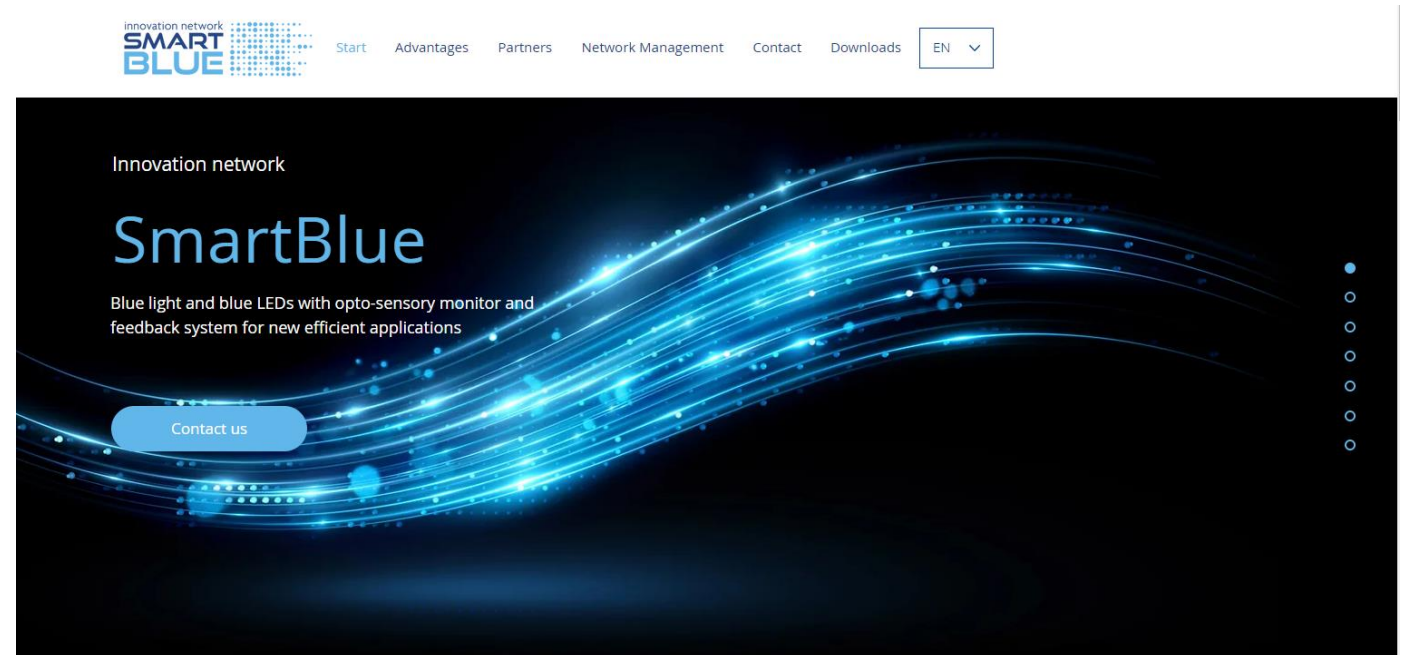 innovation network
SMART
BLUE
Start Advantages Partners Network Management Contact Downloads EN
Innovation network
SmartBlue
Blue light and blue LEDs with opto-sensory monitor and
feedback system for new efficient applications
Contact us